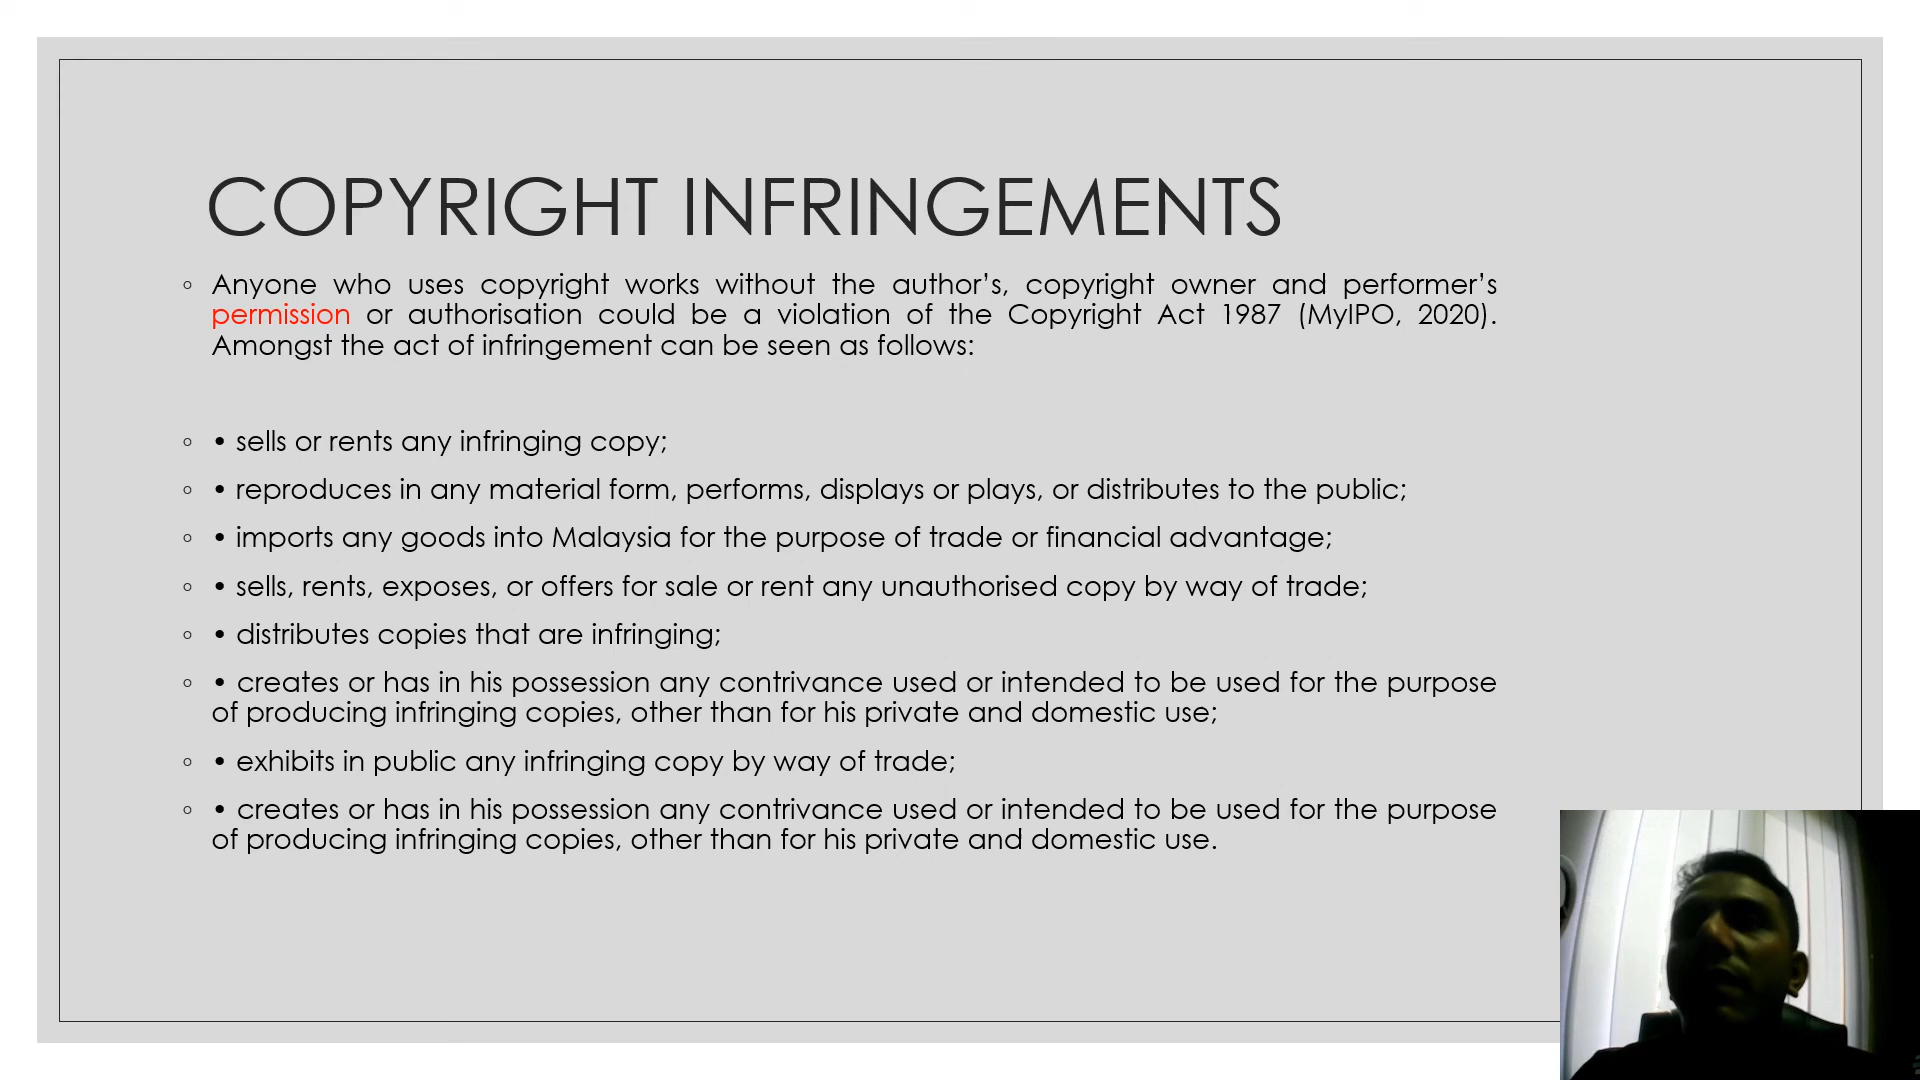 COPYRIGHT INFRINGEMENTS
◦ Anyone who uses copyright works without the author’s, copyright owner and performer’s
permission or authorisation could be a violation of the Copyright Act 1987 (MyIPO, 2020).
Amongst the act of infringement can be seen as follows:
◦ • sells or rents any infringing copy;
◦ • reproduces in any material form, performs, displays or plays, or distributes to the public;
◦ • imports any goods into Malaysia for the purpose of trade or financial advantage;
◦ • sells, rents, exposes, or offers for sale or rent any unauthorised copy by way of trade;
◦ • distributes copies that are infringing;
◦ • creates or has in his possession any contrivance used or intended to be used for the purpose
of producing infringing copies, other than for his private and domestic use;
◦ • exhibits in public any infringing copy by way of trade;
◦ • creates or has in his possession any contrivance used or intended to be used for the purpose
of producing infringing copies, other than for his private and domestic use.